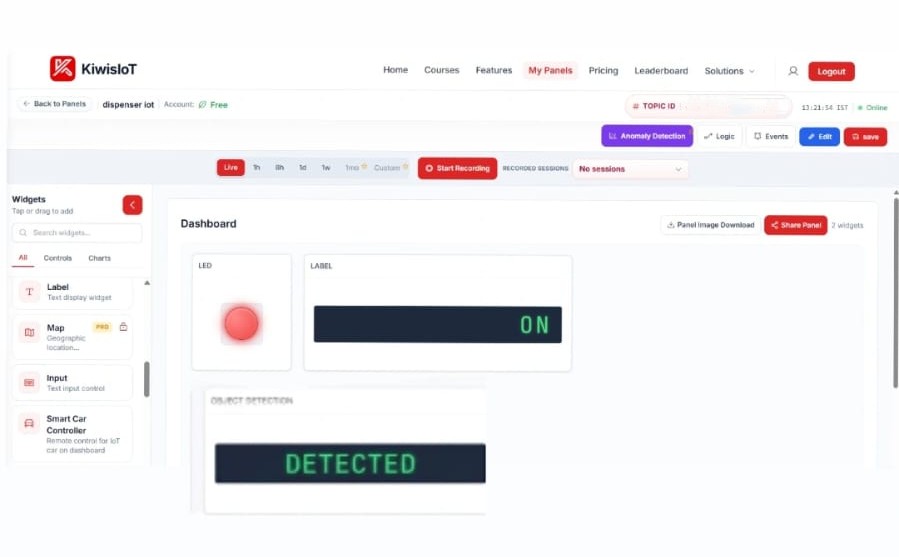 KiwisIoT
Home Courses Features My Panels Pricing Leaderboard Solutions Logout
← Back to Panels dispenser iot Account: Free # TOPIC ID 13:21:54 IST Online
Anomaly Detection Logic Events Edit save
Live 1h 8h 1d 1w 1mo Custom Start Recording RECORDED SESSIONS No sessions
Widgets
Tap or drag to add
Search widgets...
All Controls Charts
Label
Text display widget
Map PRO
Geographic
location...
Input
Text input control
Smart Car
Controller
Remote control for IoT
car on dashboard
Dashboard Panel Image Download Share Panel 2 widgets
LED LABEL
ON
OBJECT DETECTION
DETECTED